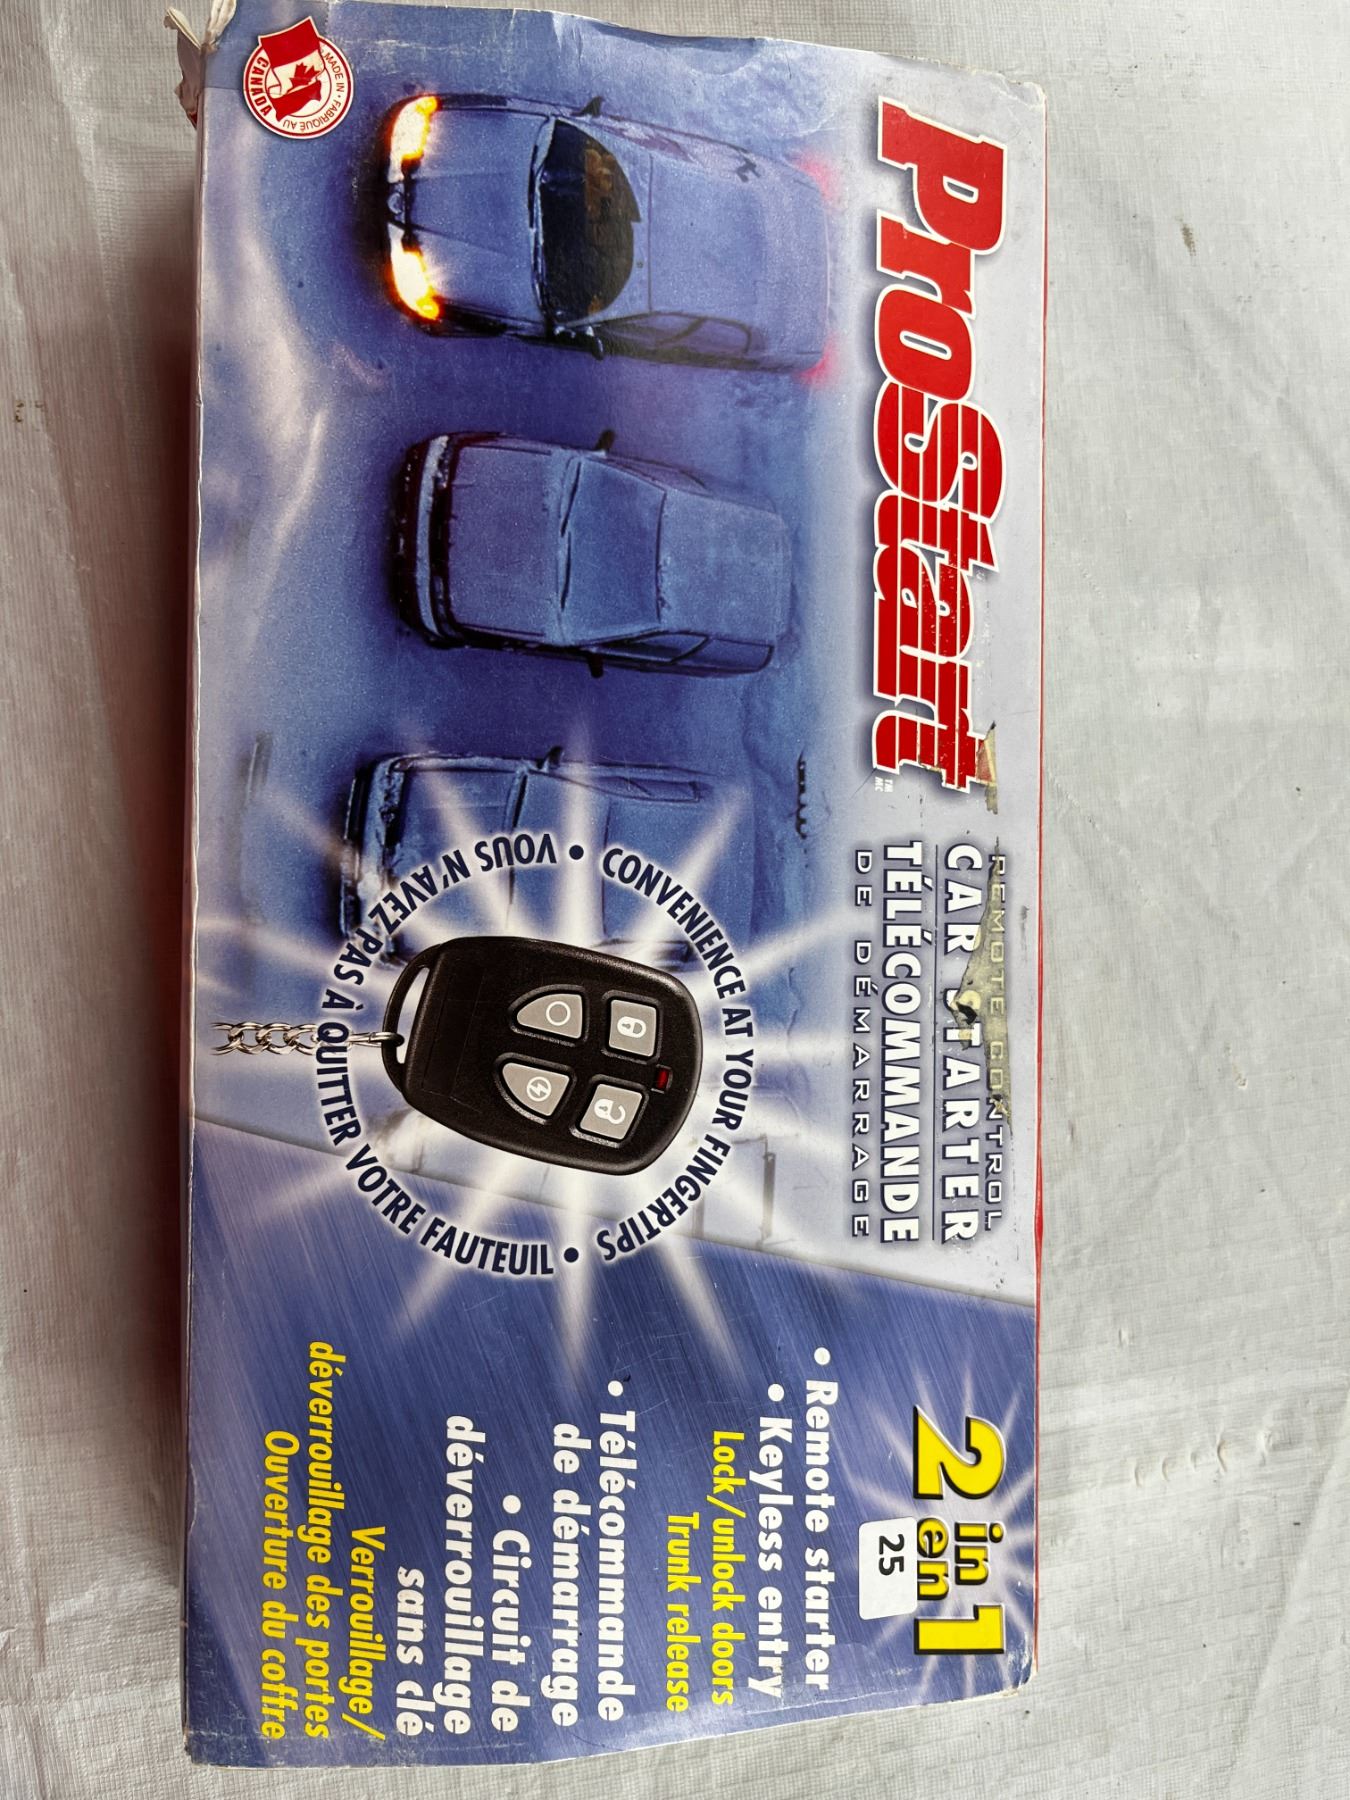 ProStart
TM
MC
REMOTE CONTROL
CAR STARTER
TÉLÉCOMMANDE
DE DÉMARRAGE
2 in 1
en
25
• Remote starter
• Keyless entry
Lock/unlock doors
Trunk release
• Télécommande
de démarrage
• Circuit de
déverrouillage
sans clé
Verrouillage/
déverrouillage des portes
Ouverture du coffre
CONVENIENCE AT YOUR FINGERTIPS •
VOUS N'AVEZ PAS À QUITTER VOTRE FAUTEUIL •
MADE IN • FABRIQUÉ AU
CANADA